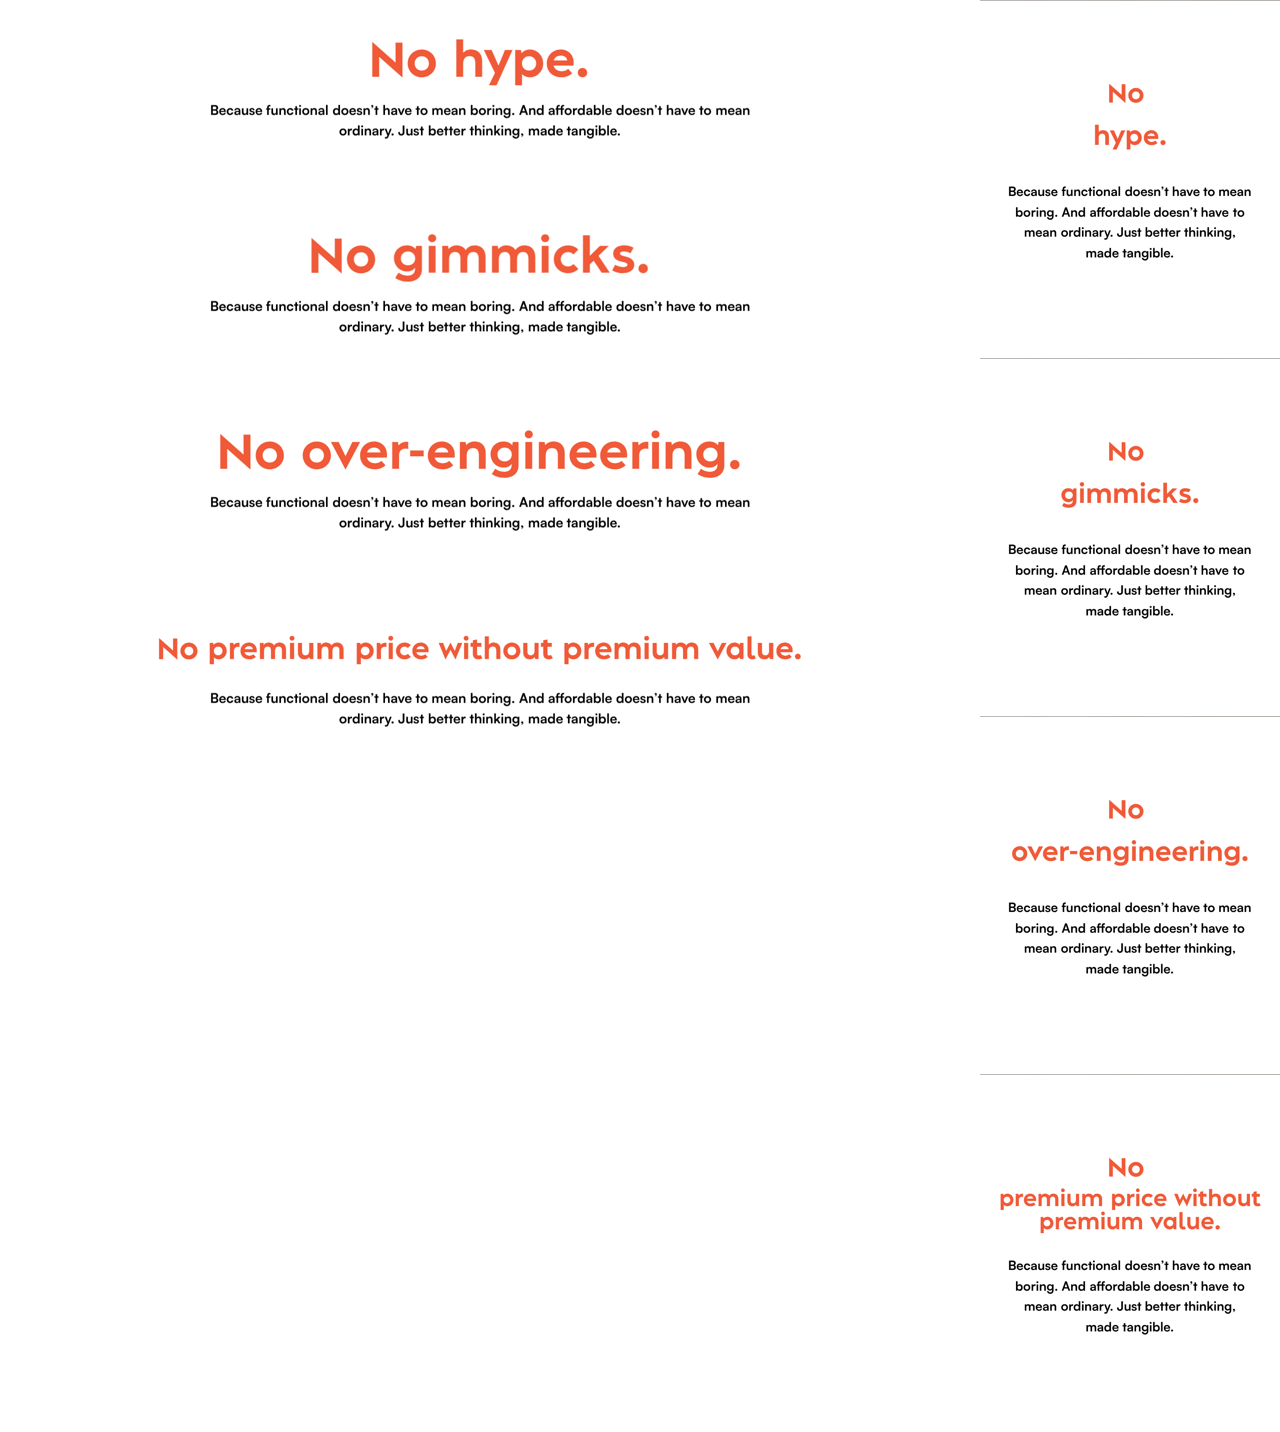 No hype.
Because functional doesn't have to mean boring. And affordable doesn't have to mean
ordinary. Just better thinking, made tangible.
No gimmicks.
Because functional doesn't have to mean boring. And affordable doesn't have to mean
ordinary. Just better thinking, made tangible.
No over-engineering.
Because functional doesn't have to mean boring. And affordable doesn't have to mean
ordinary. Just better thinking, made tangible.
No premium price without premium value.
Because functional doesn't have to mean boring. And affordable doesn't have to mean
ordinary. Just better thinking, made tangible.
No
hype.
Because functional doesn't have to mean
boring. And affordable doesn't have to
mean ordinary. Just better thinking,
made tangible.
No
gimmicks.
Because functional doesn't have to mean
boring. And affordable doesn't have to
mean ordinary. Just better thinking,
made tangible.
No
over-engineering.
Because functional doesn't have to mean
boring. And affordable doesn't have to
mean ordinary. Just better thinking,
made tangible.
No
premium price without
premium value.
Because functional doesn't have to mean
boring. And affordable doesn't have to
mean ordinary. Just better thinking,
made tangible.